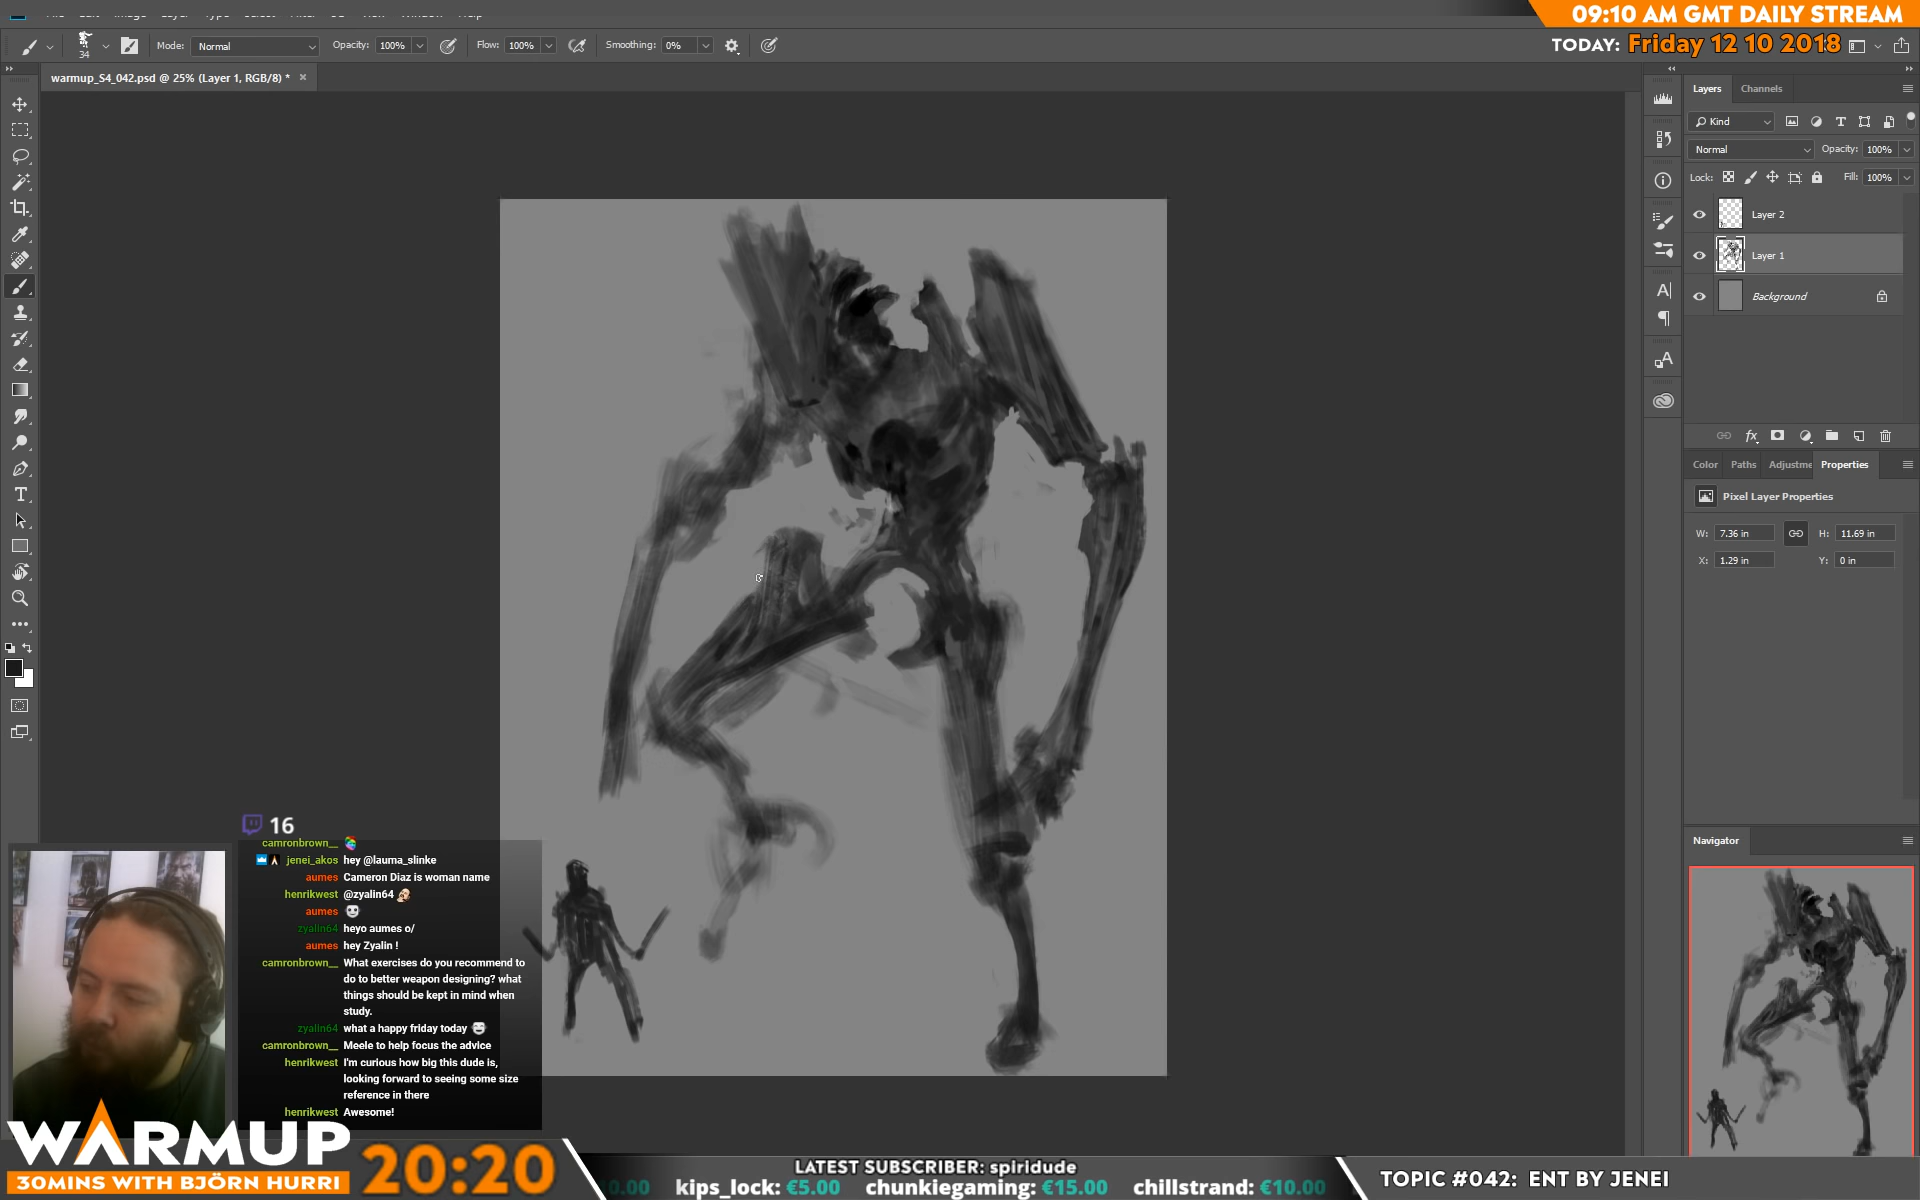 09:10 AM GMT DAILY STREAM
TODAY: Friday 12 10 2018
Mode: Normal Opacity: 100% Flow: 100% Smoothing: 0%
34
warmup_S4_042.psd @ 25% (Layer 1, RGB/8) * ×
Layers Channels
Kind
Normal Opacity: 100%
Lock: Fill: 100%
Layer 2
Layer 1
Background
Color Paths Adjustme Properties
Pixel Layer Properties
W: 7.36 in H: 11.69 in
X: 1.29 in Y: 0 in
Navigator
16
camronbrown__
jenei_akos hey @lauma_slinke
aumes Cameron Diaz is woman name
henrikwest @zyalin64
aumes
zyalin64 heyo aumes o/
aumes hey Zyalin !
camronbrown__ What exercises do you recommend to
do to better weapon designing? what
things should be kept in mind when
study.
zyalin64 what a happy friday today
camronbrown__ Meele to help focus the advice
henrikwest I'm curious how big this dude is,
looking forward to seeing some size
reference in there
henrikwest Awesome!
WARMUP
30MINS WITH BJÖRN HURRI
20:20
LATEST SUBSCRIBER: spiridude
0.00 kips_lock: €5.00 chunkiegaming: €15.00 chillstrand: €10.00
TOPIC #042: ENT BY JENEI